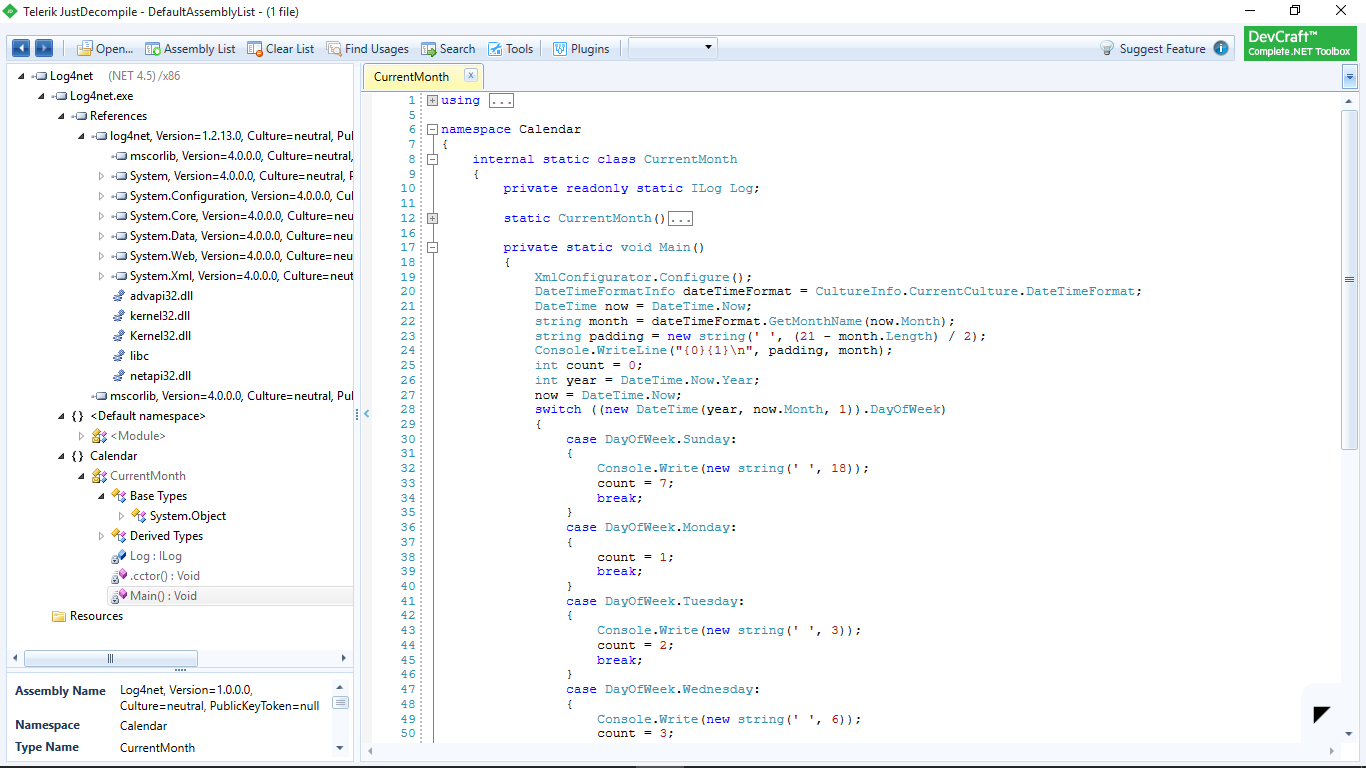 Telerik JustDecompile - DefaultAssemblyList - (1 file)
Open... Assembly List Clear List Find Usages Search Tools Plugins Suggest Feature
DevCraft™
Complete .NET Toolbox
Log4net (NET 4.5) /x86
Log4net.exe
References
log4net, Version=1.2.13.0, Culture=neutral, Pul
mscorlib, Version=4.0.0.0, Culture=neutral,
System, Version=4.0.0.0, Culture=neutral, P
System.Configuration, Version=4.0.0.0, Cul
System.Core, Version=4.0.0.0, Culture=neu
System.Data, Version=4.0.0.0, Culture=neut
System.Web, Version=4.0.0.0, Culture=neut
System.Xml, Version=4.0.0.0, Culture=neut
advapi32.dll
kernel32.dll
Kernel32.dll
libc
netapi32.dll
mscorlib, Version=4.0.0.0, Culture=neutral, Pul
{} <Default namespace>
<Module>
{} Calendar
CurrentMonth
Base Types
System.Object
Derived Types
Log : ILog
.cctor() : Void
Main() : Void
Resources
Assembly Name Log4net, Version=1.0.0.0,
Culture=neutral, PublicKeyToken=null
Namespace Calendar
Type Name CurrentMonth
CurrentMonth x
1 using ...
5
6 namespace Calendar
7 {
8 internal static class CurrentMonth
9 {
10 private readonly static ILog Log;
11
12 static CurrentMonth()...
16
17 private static void Main()
18 {
19 XmlConfigurator.Configure();
20 DateTimeFormatInfo dateTimeFormat = CultureInfo.CurrentCulture.DateTimeFormat;
21 DateTime now = DateTime.Now;
22 string month = dateTimeFormat.GetMonthName(now.Month);
23 string padding = new string(' ', (21 - month.Length) / 2);
24 Console.WriteLine("{0}{1}\n", padding, month);
25 int count = 0;
26 int year = DateTime.Now.Year;
27 now = DateTime.Now;
28 switch ((new DateTime(year, now.Month, 1)).DayOfWeek)
29 {
30 case DayOfWeek.Sunday:
31 {
32 Console.Write(new string(' ', 18));
33 count = 7;
34 break;
35 }
36 case DayOfWeek.Monday:
37 {
38 count = 1;
39 break;
40 }
41 case DayOfWeek.Tuesday:
42 {
43 Console.Write(new string(' ', 3));
44 count = 2;
45 break;
46 }
47 case DayOfWeek.Wednesday:
48 {
49 Console.Write(new string(' ', 6));
50 count = 3;